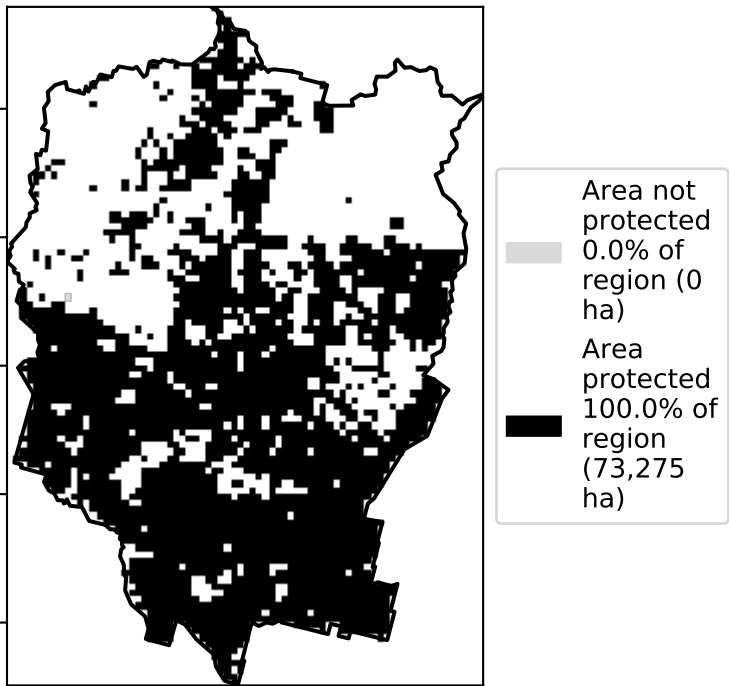 Area not
protected
0.0% of
region (0
ha)
Area
protected
100.0% of
region
(73,275
ha)